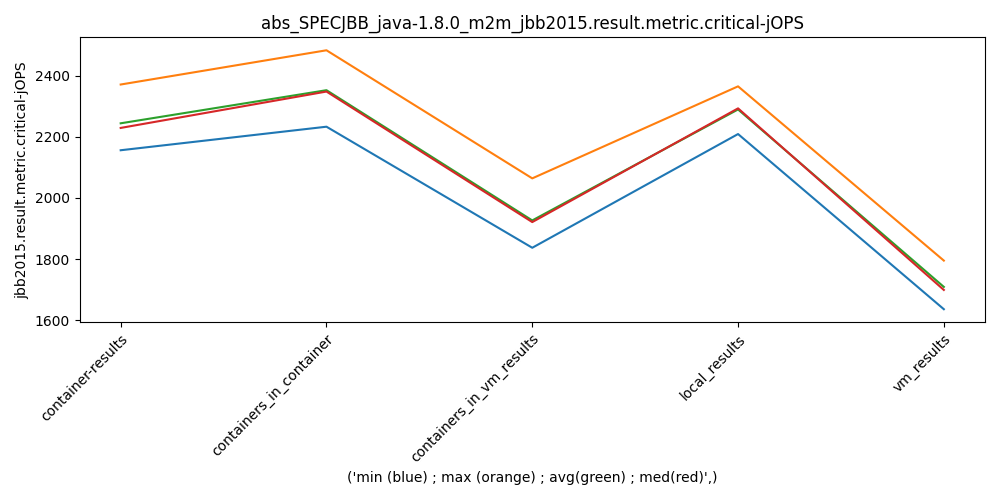 abs_SPECJBB_java-1.8.0_m2m_jbb2015.result.metric.critical-jOPS
jbb2015.result.metric.critical-jOPS
2400
2200
2000
1800
1600
container-results
containers_in_container
containers_in_vm_results
local_results
vm_results
('min (blue) ; max (orange) ; avg(green) ; med(red)',)